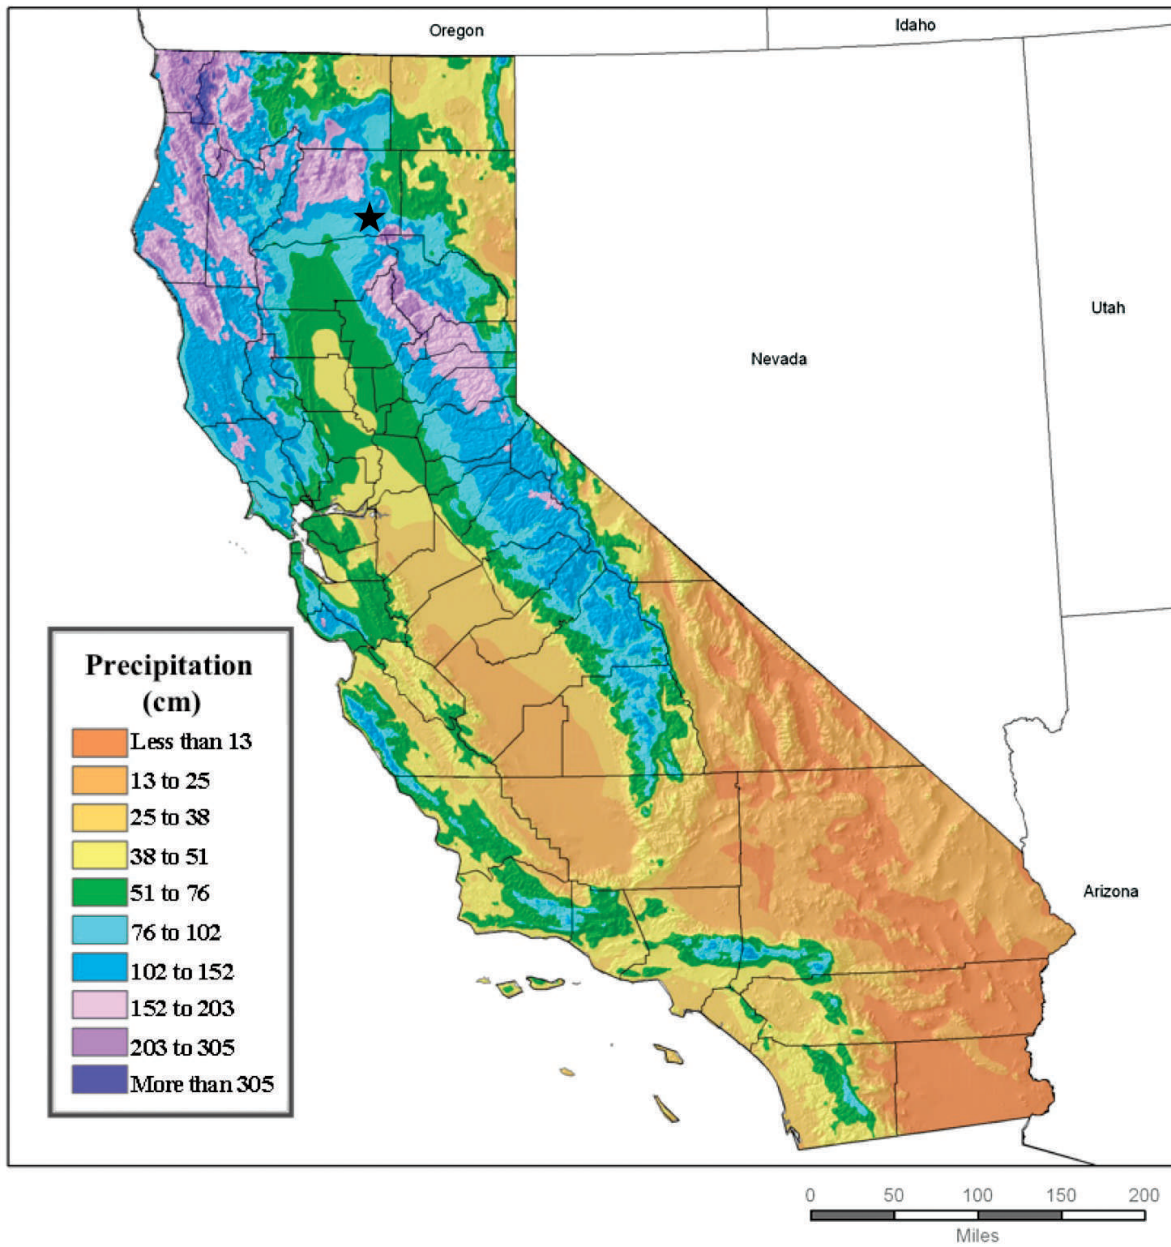 Oregon
Idaho
Nevada
Utah
Arizona
Precipitation
(cm)
Less than 13
13 to 25
25 to 38
38 to 51
51 to 76
76 to 102
102 to 152
152 to 203
203 to 305
More than 305
0 50 100 150 200
Miles